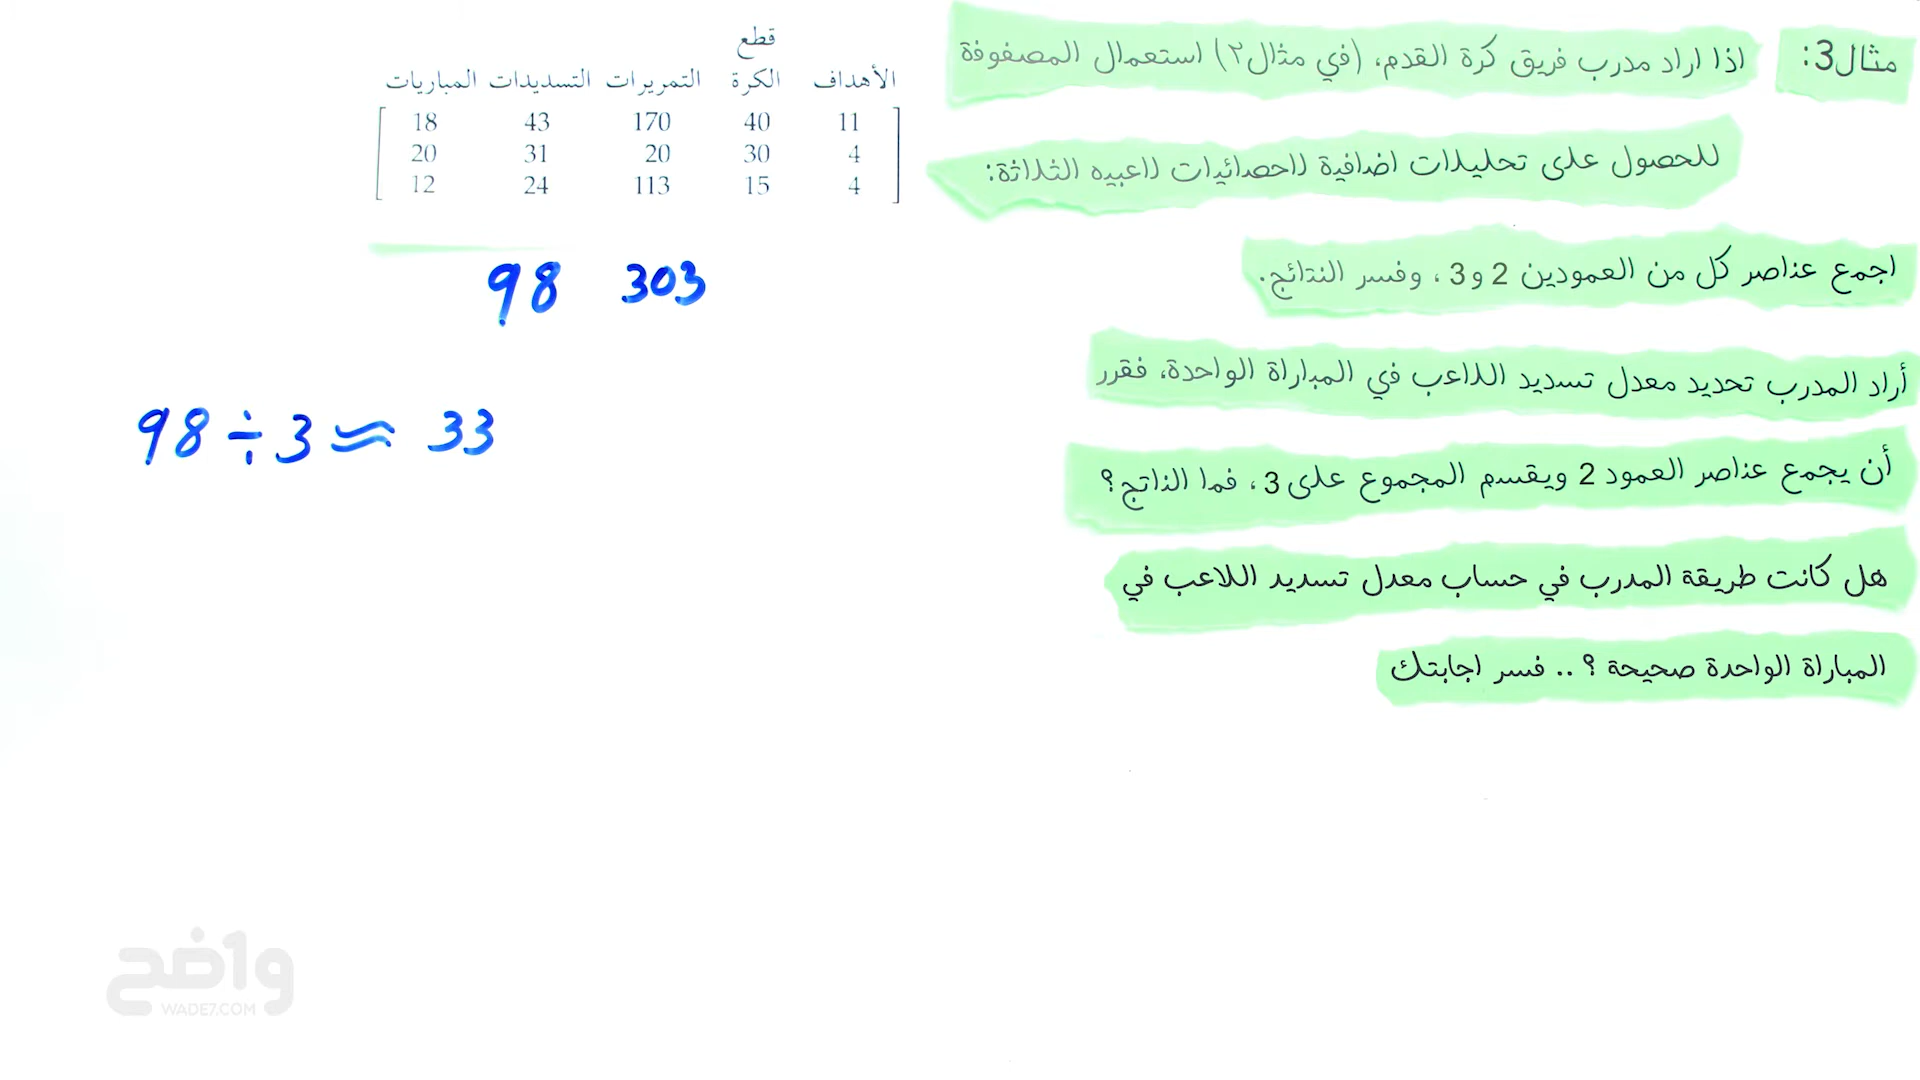 مثال3: اذا اراد مدرب فريق كرة القدم، (في مثال٢) استعمال المصفوفة
للحصول على تحليلات اضافية لاحصائيات لاعبيه الثلاثة:
اجمع عناصر كل من العمودين 2 و3 ، وفسر النتائج.
أراد المدرب تحديد معدل تسديد اللاعب في المباراة الواحدة، فقرر
أن يجمع عناصر العمود 2 ويقسم المجموع على 3 ، فما الناتج؟
هل كانت طريقة المدرب في حساب معدل تسديد اللاعب في
المباراة الواحدة صحيحة ؟ .. فسر اجابتك
قطع
المباريات التسديدات التمريرات الكرة الأهداف
18 43 170 40 11
20 31 20 30 4
12 24 113 15 4
98 303
98 ÷ 3 ≈ 33
واضح
WADE7.COM